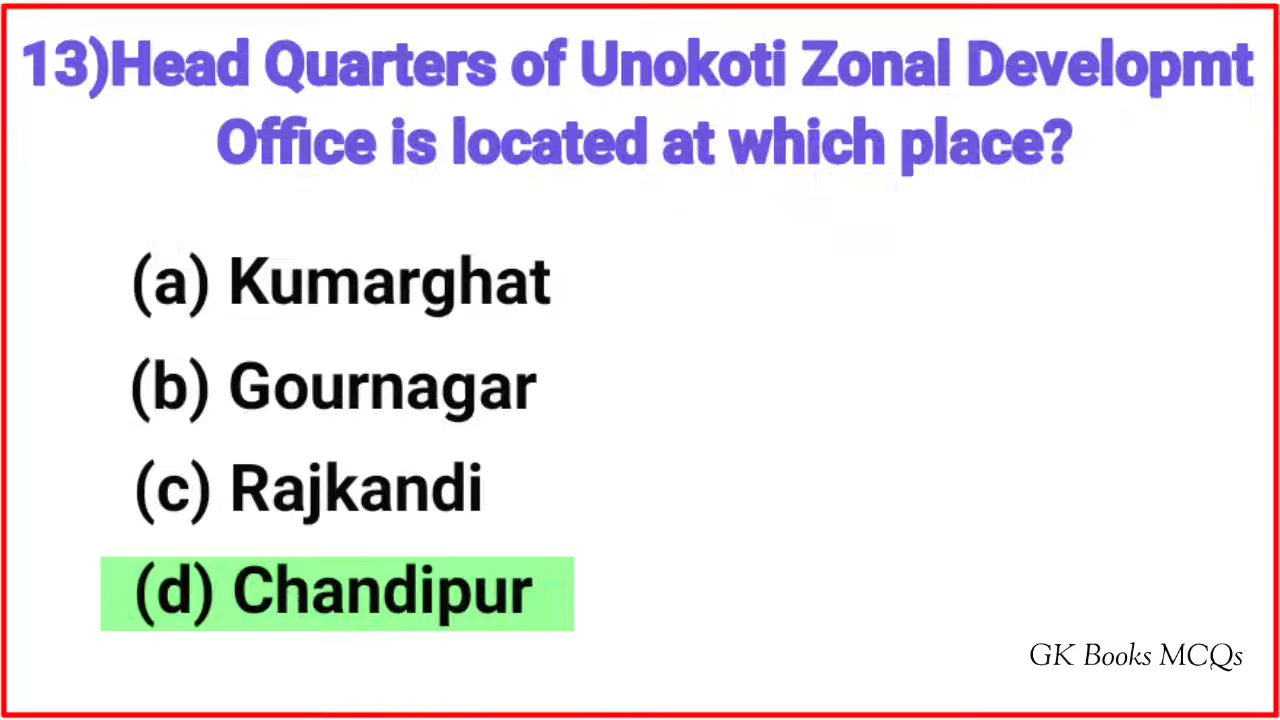 13)Head Quarters of Unokoti Zonal Developmt
Office is located at which place?
(a) Kumarghat
(b) Gournagar
(c) Rajkandi
(d) Chandipur
GK Books MCQs